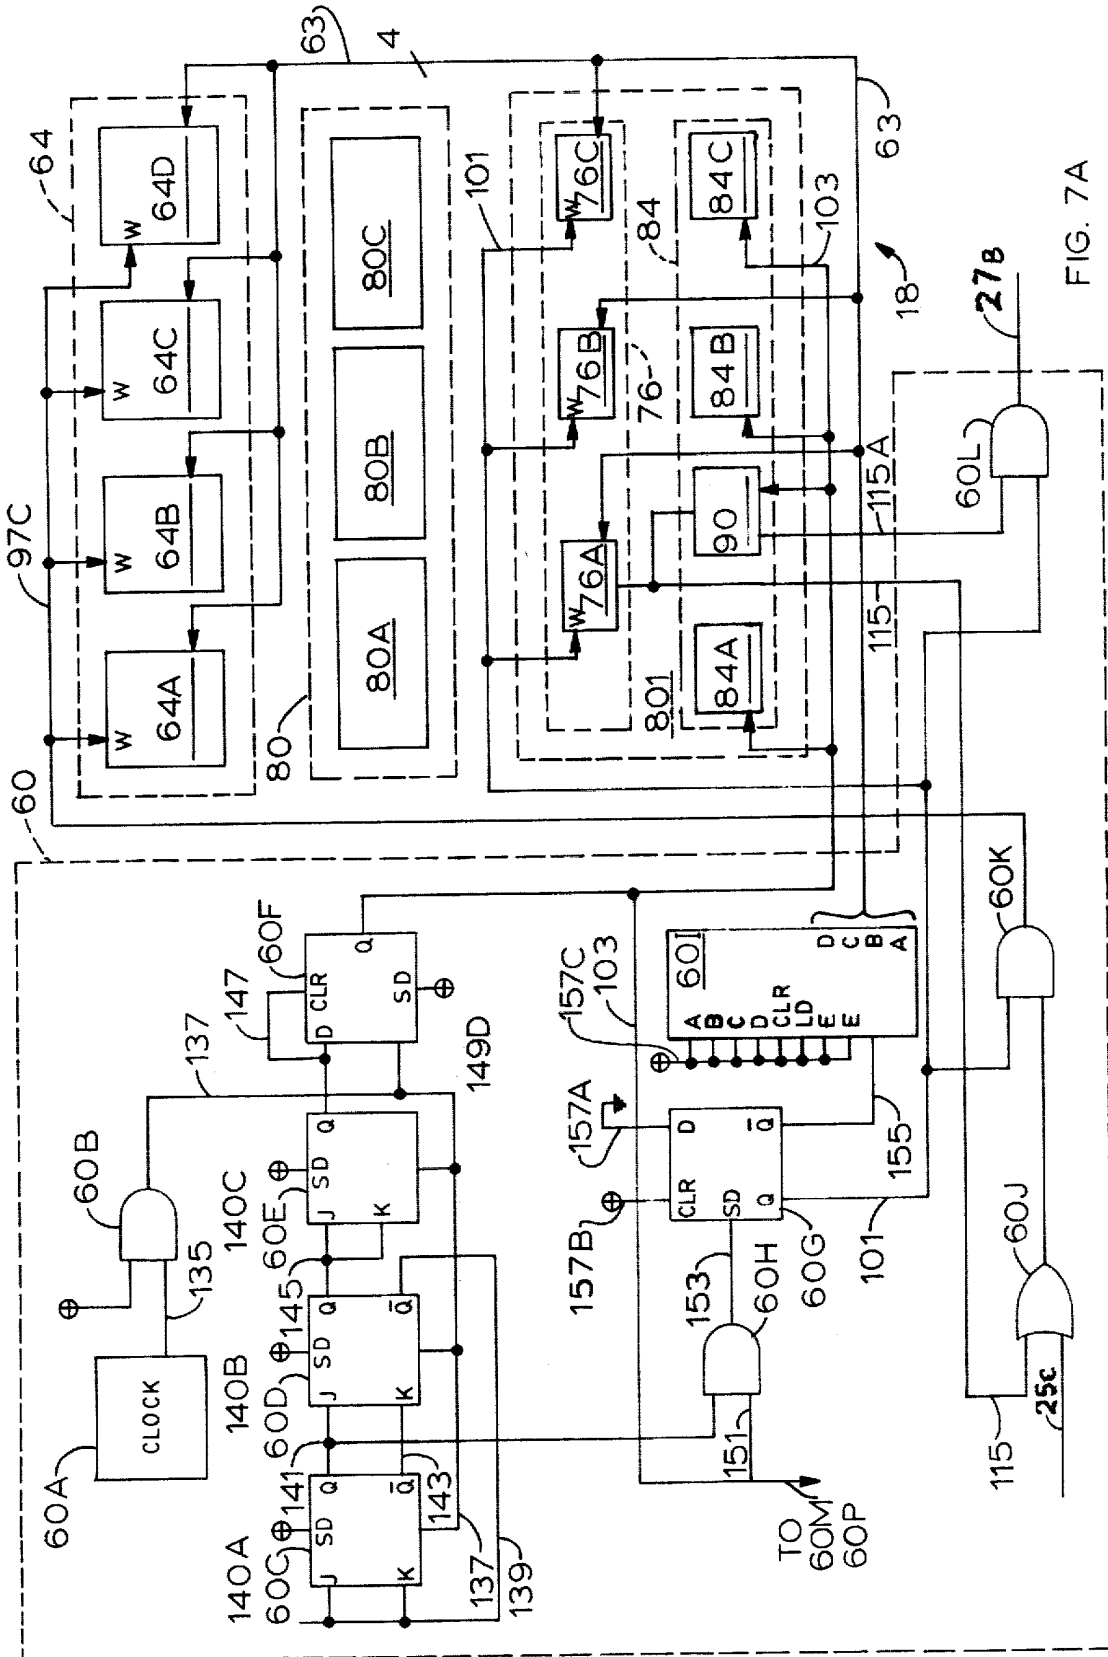 60
97C
64
63
4
W
64A
W
64B
W
64C
W
64D
80
80A
80B
80C
101
W
76A
W
76B
W
76C
76
84
801
84A
90
84B
84C
103
63
18
115
115A
60L
27B
FIG. 7A
60A
CLOCK
135
60B
137
147
60F
D
CLR
Q
SD
149D
140A
60C
SD
J
Q
K
Q̅
141
143
137
139
140B
60D
SD
J
Q
K
Q̅
145
140C
60E
SD
J
Q
K
157B
157A
157C
103
CLR
D
SD
Q
Q̅
60G
153
60H
151
TO
60M
60P
101
155
60I
A
B
C
D
CLR
LD
E
E
D
C
B
A
60K
60J
115
25C